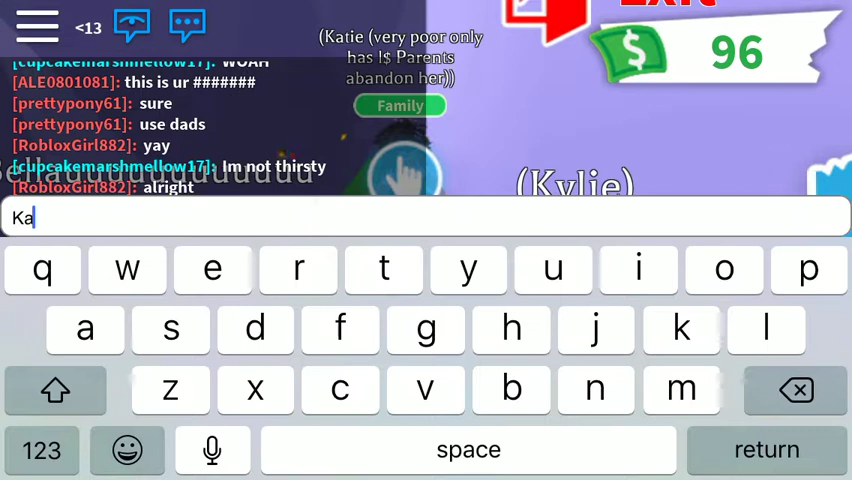 Exit
<13
(Katie (very poor only
has !$ Parents
abandon her))
96
$
Family
[cupcakemarshmellow17]: WOAH
[ALE0801081]: this is ur #######
[prettypony61]: sure
[prettypony61]: use dads
[RobloxGirl882]: yay
[cupcakemarshmellow17]: Im not thirsty
[RobloxGirl882]: alright
(Kylie)
Ka
q w e r t y u i o p
a s d f g h j k l
z x c v b n m
123 space return